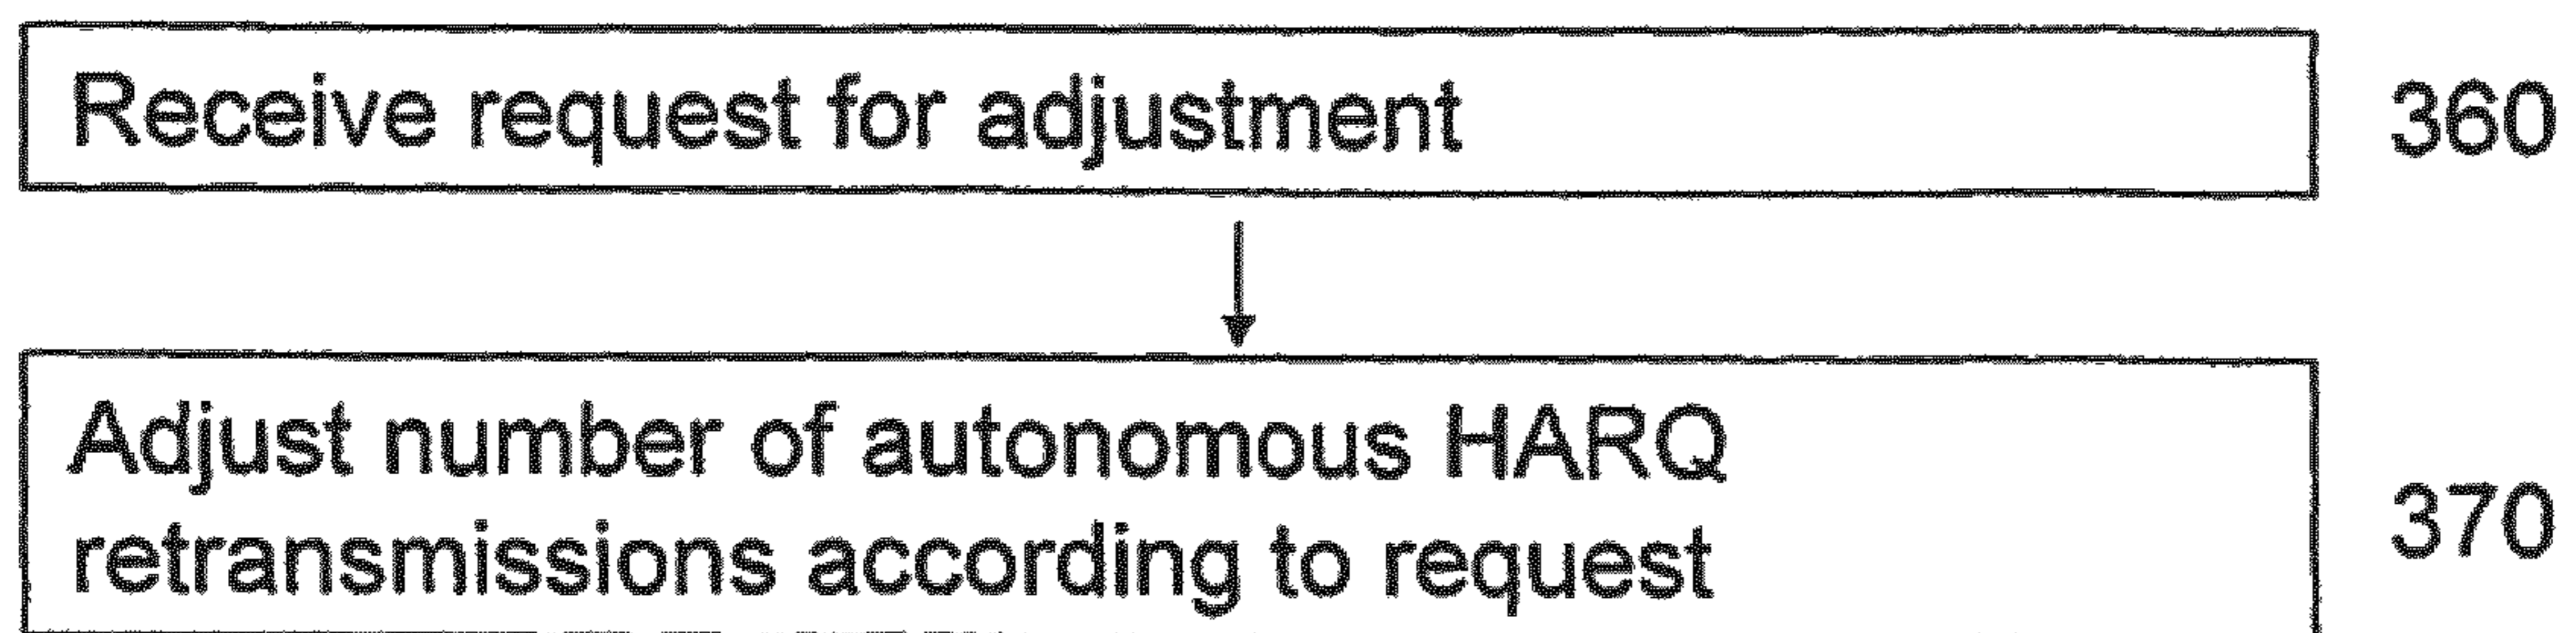 Receive request for adjustment 360
Adjust number of autonomous HARQ
retransmissions according to request
370